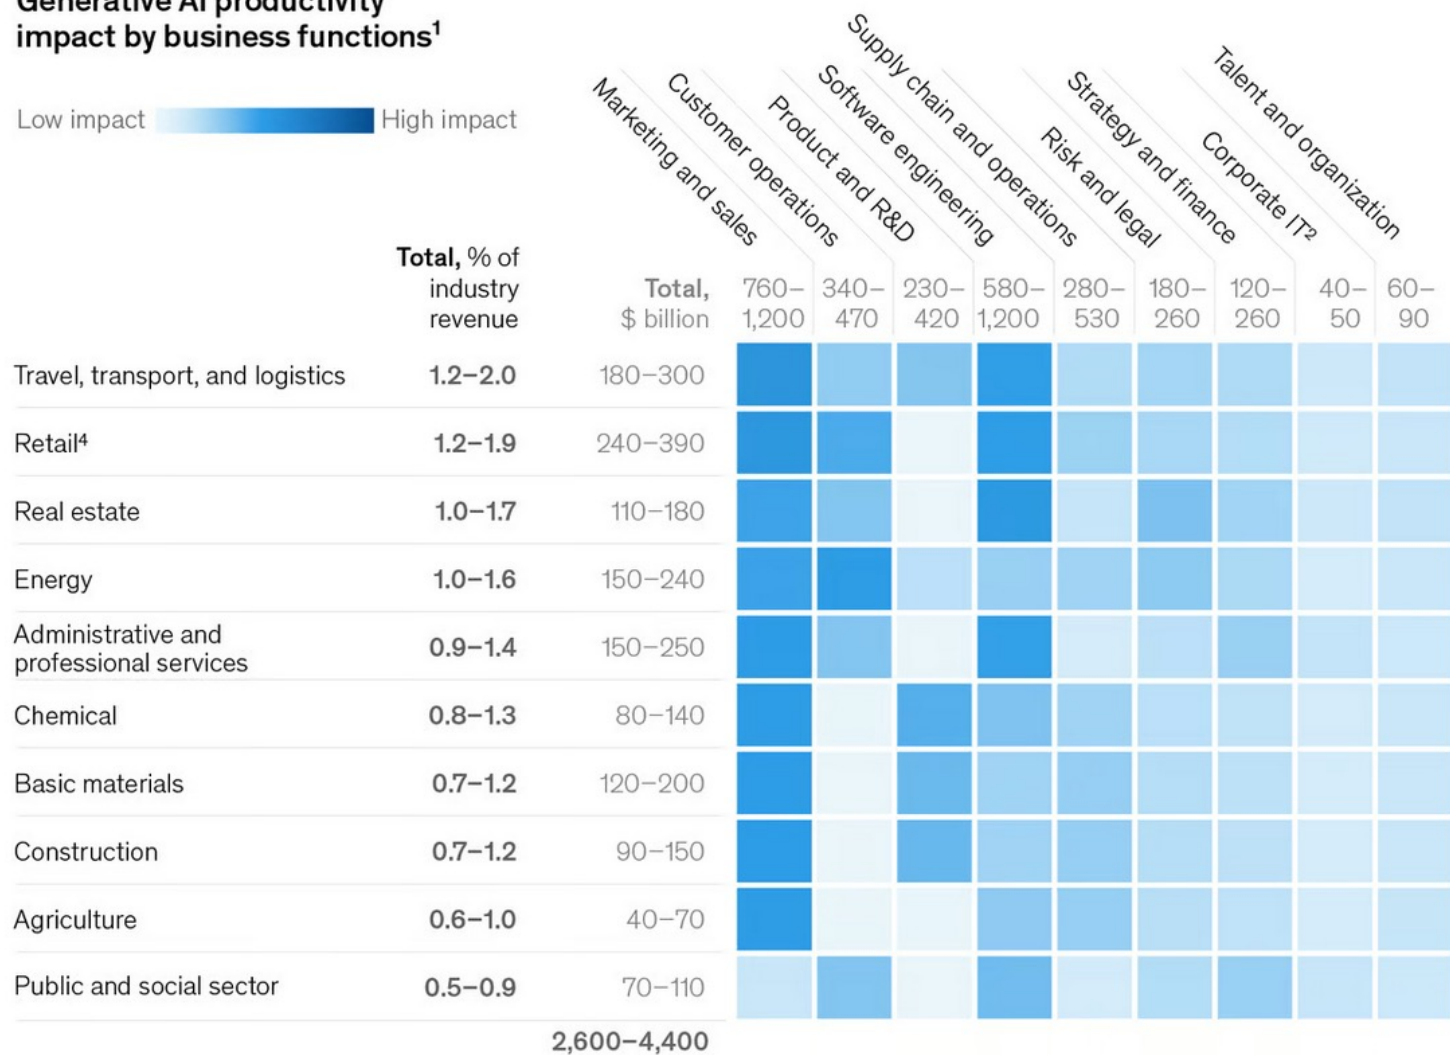 Generative AI productivity
impact by business functions¹
Low impact
High impact
Marketing and sales
Customer operations
Product and R&D
Software engineering
Supply chain and operations
Risk and legal
Strategy and finance
Corporate IT²
Talent and organization
Total, % of
industry
revenue
Total,
$ billion
760–
1,200
340–
470
230–
420
580–
1,200
280–
530
180–
260
120–
260
40–
50
60–
90
Travel, transport, and logistics 1.2–2.0 180–300
Retail⁴ 1.2–1.9 240–390
Real estate 1.0–1.7 110–180
Energy 1.0–1.6 150–240
Administrative and
professional services 0.9–1.4 150–250
Chemical 0.8–1.3 80–140
Basic materials 0.7–1.2 120–200
Construction 0.7–1.2 90–150
Agriculture 0.6–1.0 40–70
Public and social sector 0.5–0.9 70–110
2,600–4,400